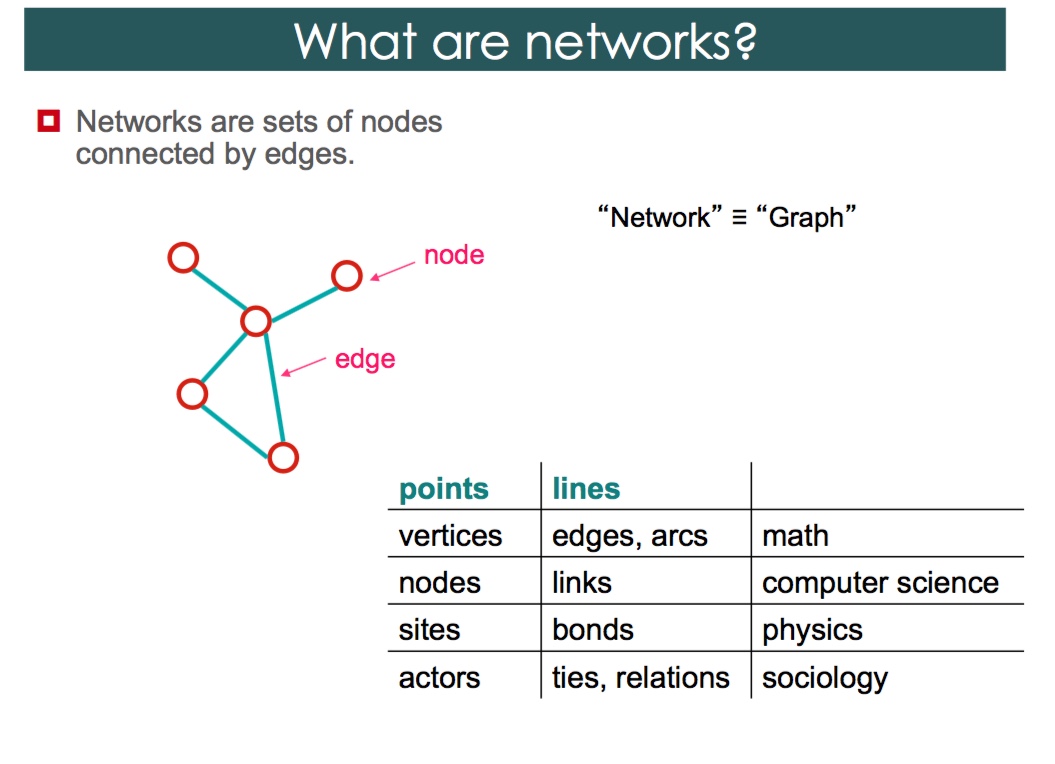 What are networks?
Networks are sets of nodes
connected by edges.
“Network” ≡ “Graph”
node
edge
points lines
vertices edges, arcs math
nodes links computer science
sites bonds physics
actors ties, relations sociology